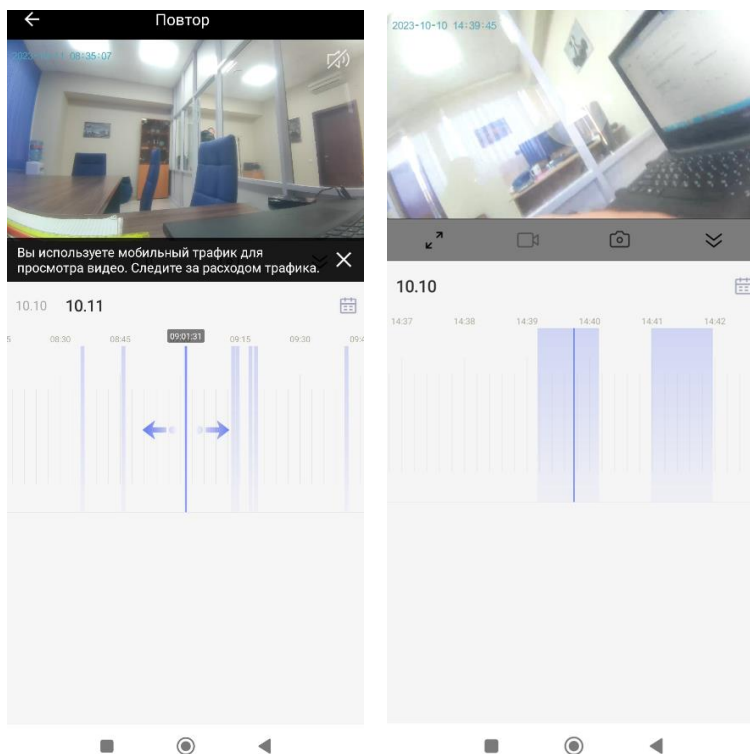 Повтор
08:35:07
Вы используете мобильный трафик для
просмотра видео. Следите за расходом трафика.
10.10 10.11
08:30 08:45 09:01:31 09:15 09:30
2023-10-10 14:39:45
10.10
14:37 14:38 14:39 14:40 14:41 14:42